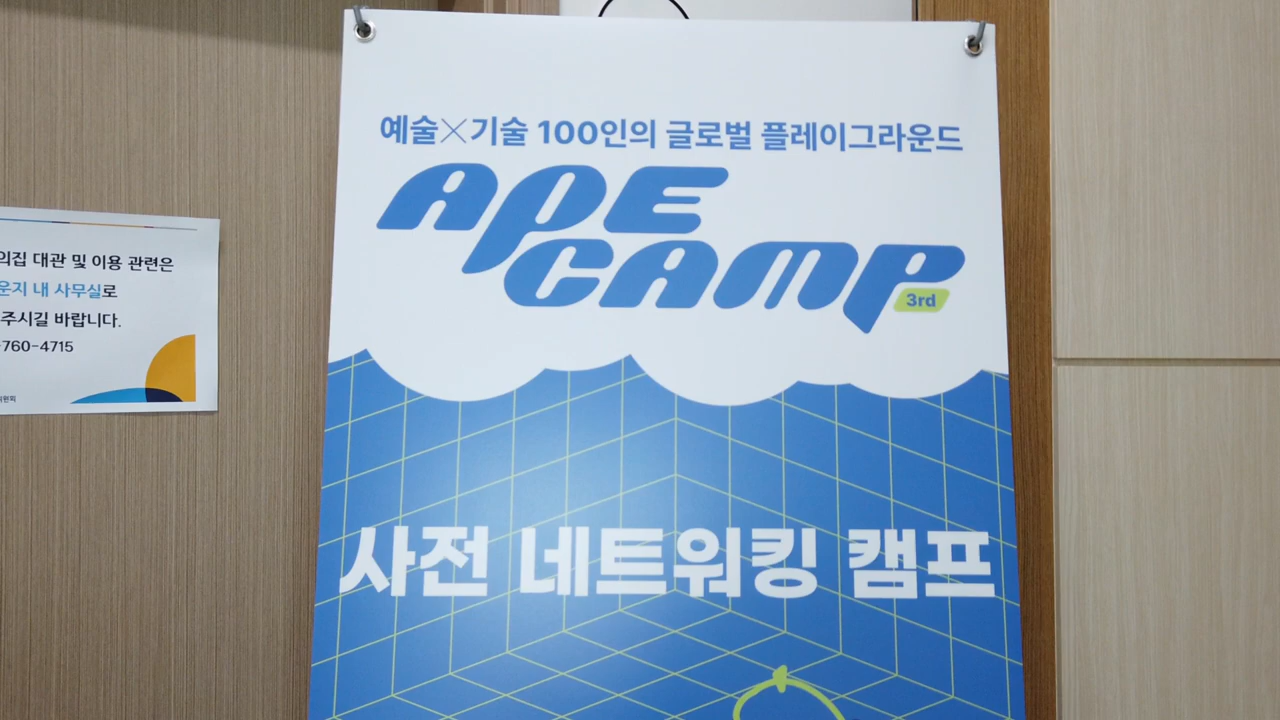 예술×기술 100인의 글로벌 플레이그라운드
APE
CAMP
3rd
사전 네트워킹 캠프
의집 대관 및 이용 관련은
운지 내 사무실로
주시길 바랍니다.
-760-4715